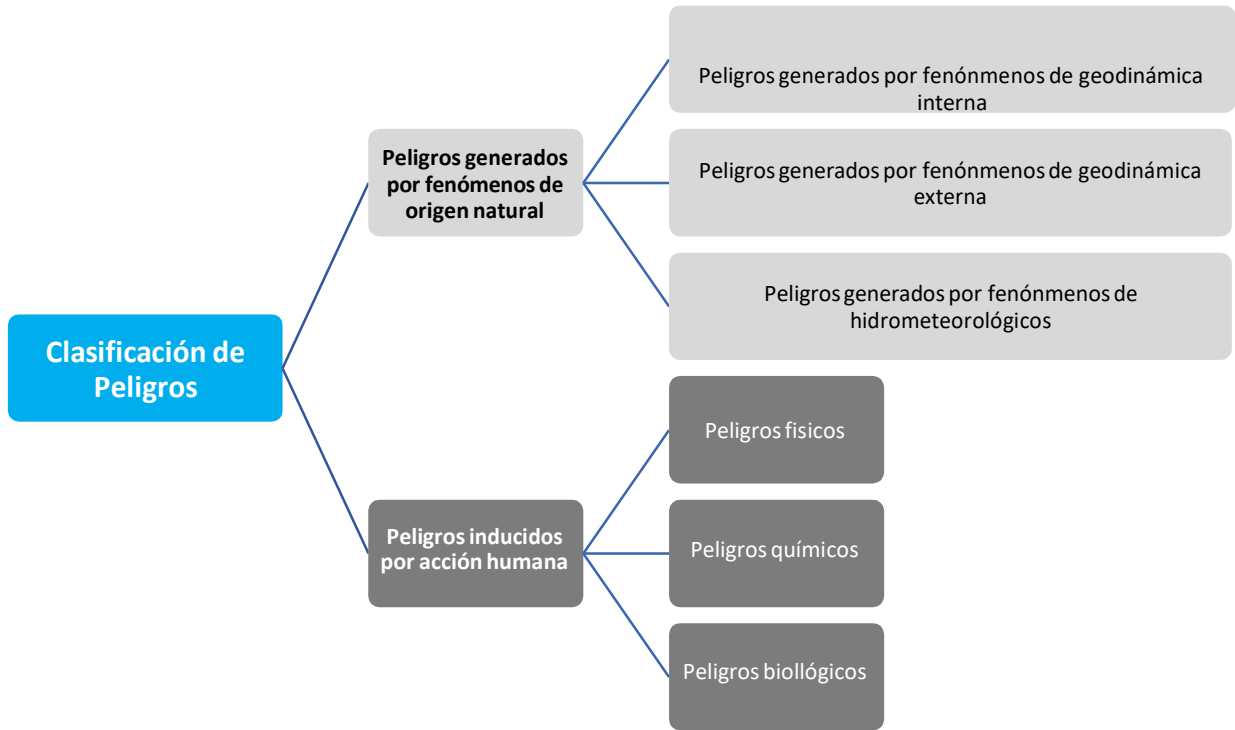 Clasificación de
Peligros
Peligros generados
por fenómenos de
origen natural
Peligros generados por fenónmenos de geodinámica
interna
Peligros generados por fenónmenos de geodinámica
externa
Peligros generados por fenónmenos de
hidrometeorológicos
Peligros inducidos
por acción humana
Peligros fisicos
Peligros químicos
Peligros biollógicos